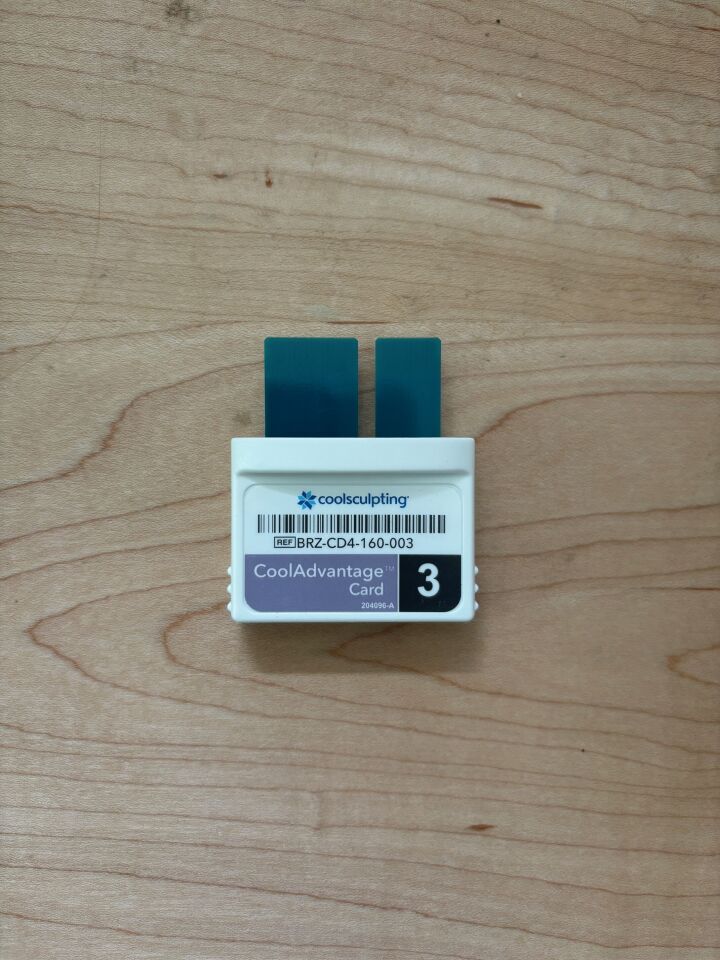 coolsculpting®
REF BRZ-CD4-160-003
CoolAdvantage™
Card
3
204096-A